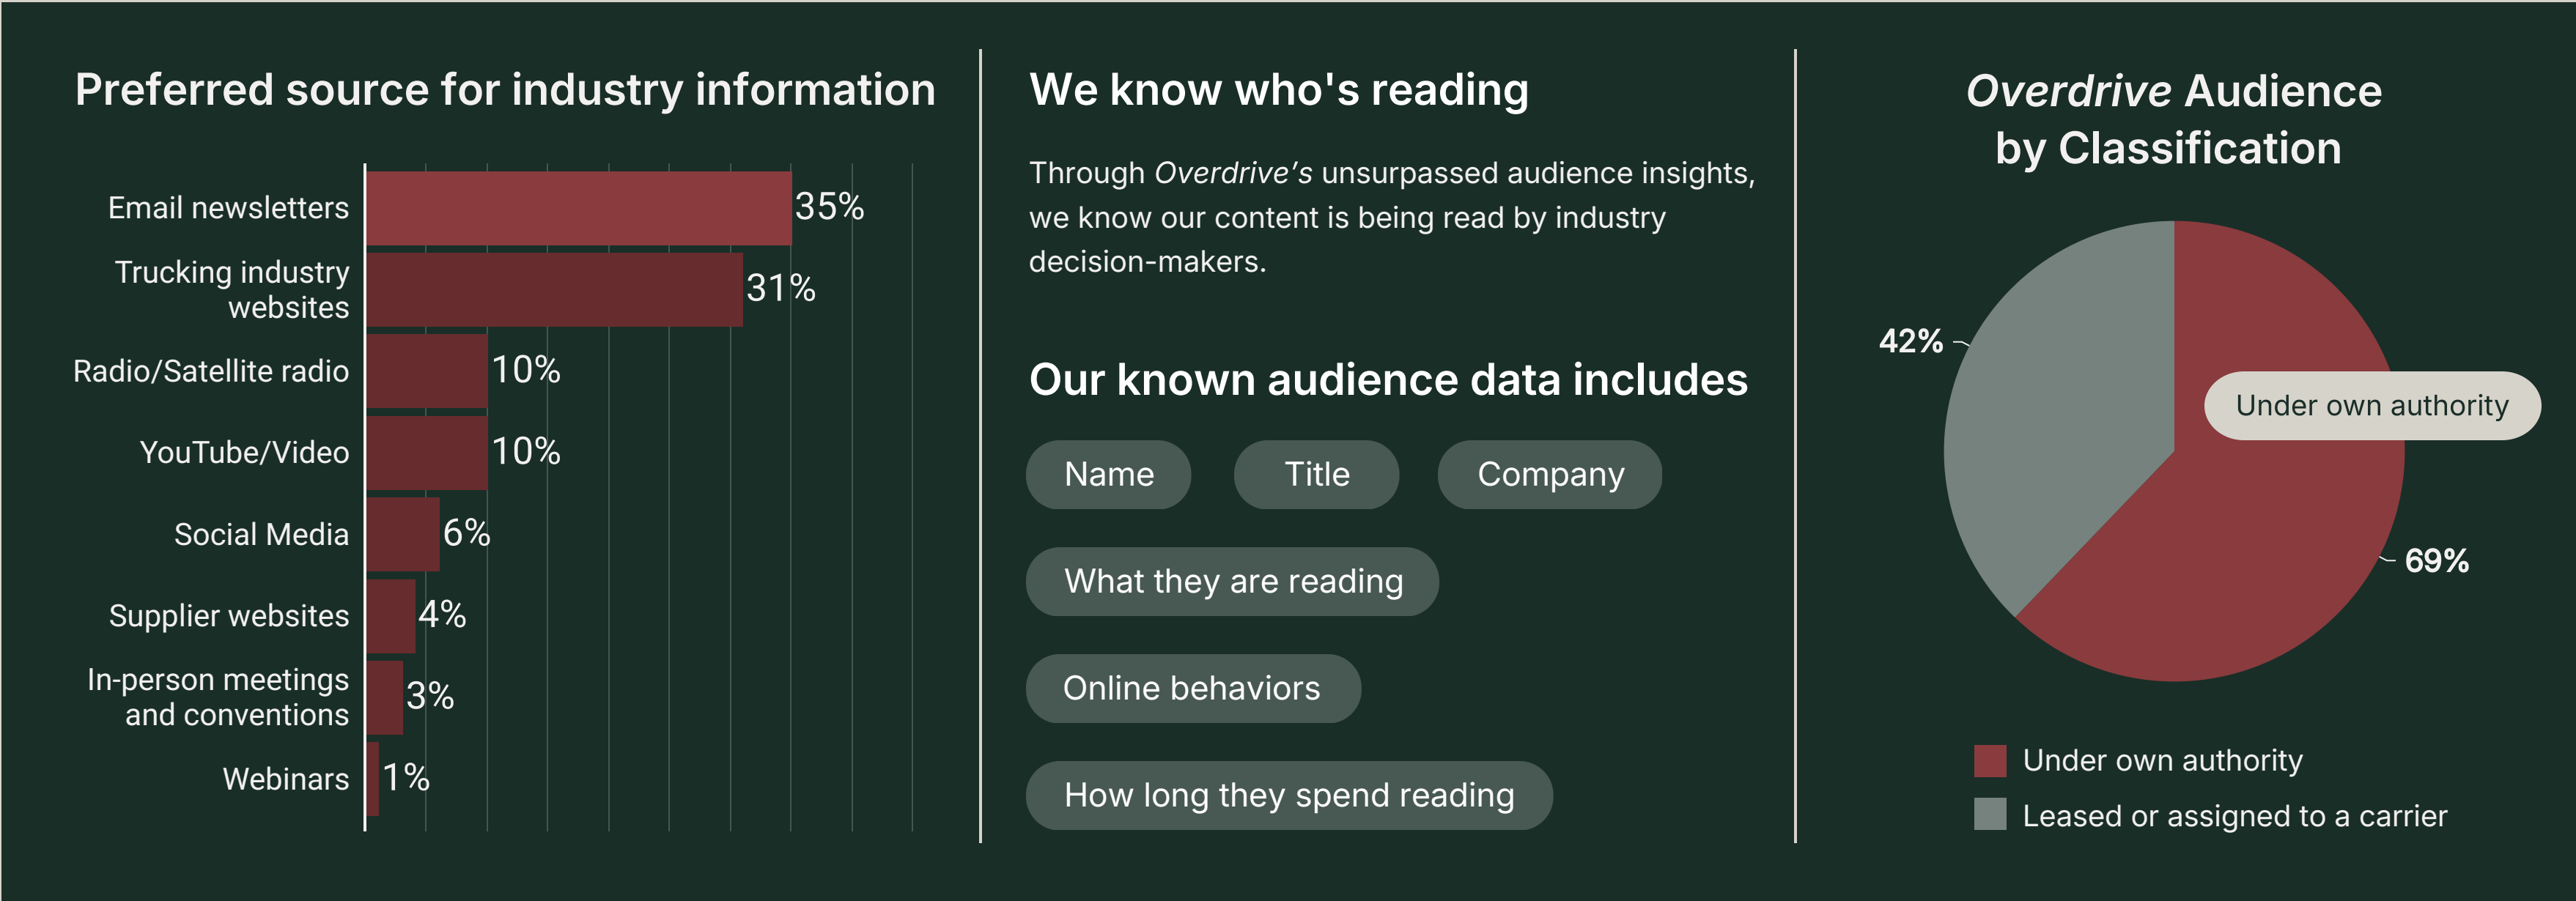 Preferred source for industry information
Email newsletters
35%
Trucking industry
websites
31%
Radio/Satellite radio
10%
YouTube/Video
10%
Social Media
6%
Supplier websites
4%
In-person meetings
and conventions
3%
Webinars
1%
We know who's reading
Through Overdrive’s unsurpassed audience insights,
we know our content is being read by industry
decision-makers.
Our known audience data includes
Name
Title
Company
What they are reading
Online behaviors
How long they spend reading
Overdrive Audience
by Classification
42%
Under own authority
69%
Under own authority
Leased or assigned to a carrier